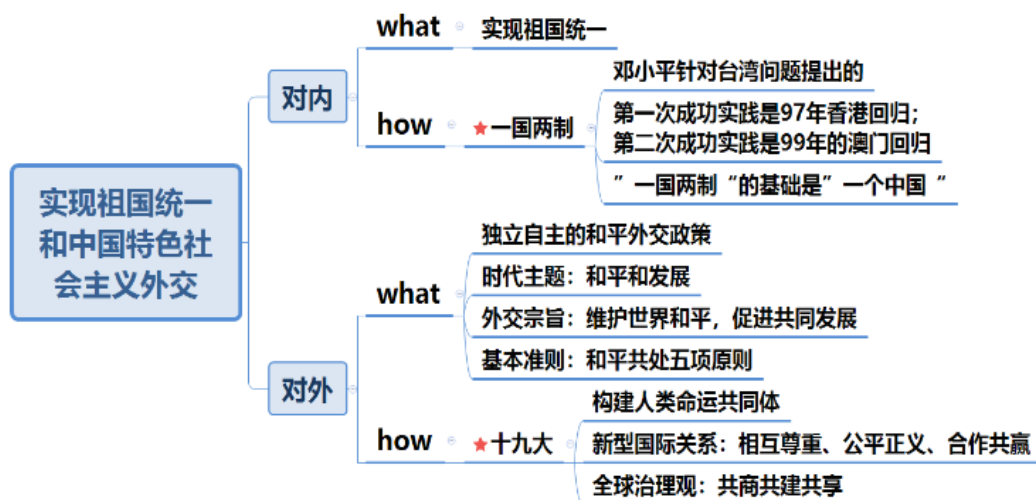 实现祖国统一
和中国特色社
会主义外交
对内
what
实现祖国统一
how
★一国两制
邓小平针对台湾问题提出的
第一次成功实践是97年香港回归；
第二次成功实践是99年的澳门回归
”一国两制“的基础是”一个中国“
对外
what
独立自主的和平外交政策
时代主题：和平和发展
外交宗旨：维护世界和平，促进共同发展
基本准则：和平共处五项原则
how
★十九大
构建人类命运共同体
新型国际关系：相互尊重、公平正义、合作共赢
全球治理观：共商共建共享